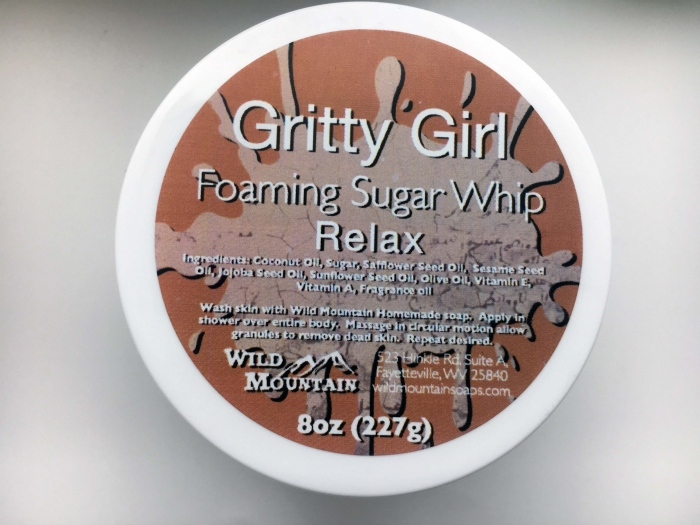 Gritty Girl
Foaming Sugar Whip
Relax
Ingredients: Coconut Oil, Sugar, Safflower Seed Oil, Sesame Seed
Oil, Jojoba Seed Oil, Sunflower Seed Oil, Olive Oil, Vitamin E,
Vitamin A, Fragrance oil
Wash skin with Wild Mountain Homemade soap. Apply in
shower over entire body. Massage in circular motion allow
granules to remove dead skin. Repeat desired.
WILD
MOUNTAIN
523 Hinkle Rd, Suite A,
Fayetteville, WV 25840
wildmountainsoaps.com
8oz (227g)